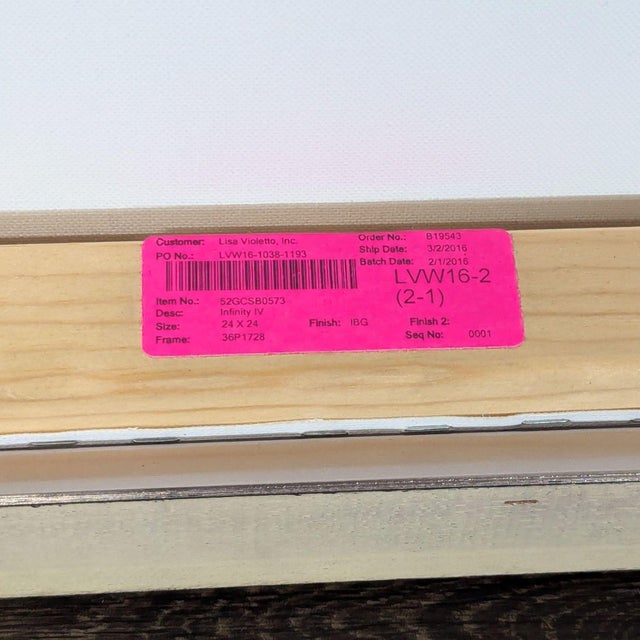 Customer: Lisa Violetto, Inc. Order No.: B19543
PO No.: LVW16-1038-1193 Ship Date: 3/2/2016
Batch Date: 2/1/2016
LVW16-2
(2-1)
Item No.: 52GCSB0573
Desc: Infinity IV
Size: 24 X 24 Finish: IBG Finish 2:
Frame: 36P1728 Seq No: 0001